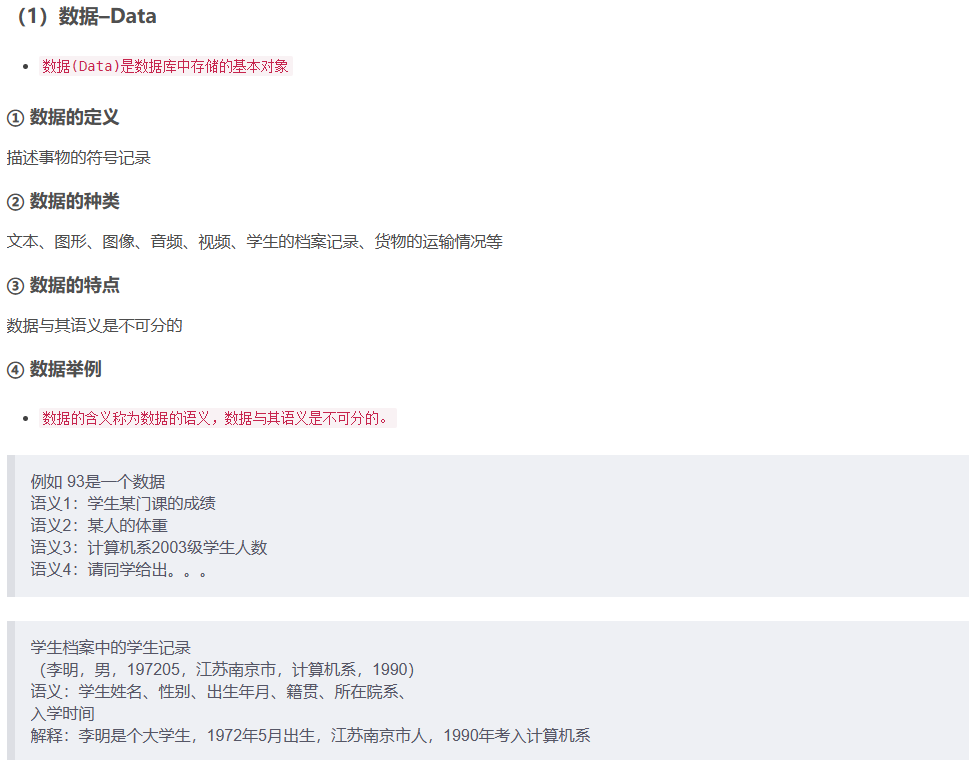 （1）数据–Data
数据(Data)是数据库中存储的基本对象
① 数据的定义
描述事物的符号记录
② 数据的种类
文本、图形、图像、音频、视频、学生的档案记录、货物的运输情况等
③ 数据的特点
数据与其语义是不可分的
④ 数据举例
数据的含义称为数据的语义，数据与其语义是不可分的。
例如 93是一个数据
语义1：学生某门课的成绩
语义2：某人的体重
语义3：计算机系2003级学生人数
语义4：请同学给出。。。
学生档案中的学生记录
（李明，男，197205，江苏南京市，计算机系，1990）
语义：学生姓名、性别、出生年月、籍贯、所在院系、
入学时间
解释：李明是个大学生，1972年5月出生，江苏南京市人，1990年考入计算机系